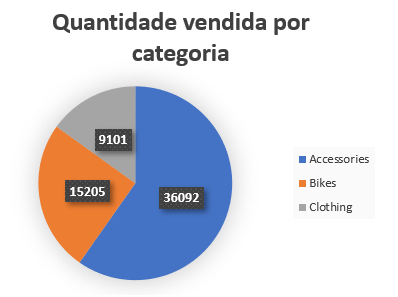 Quantidade vendida por
categoria
9101
15205
36092
Accessories
Bikes
Clothing